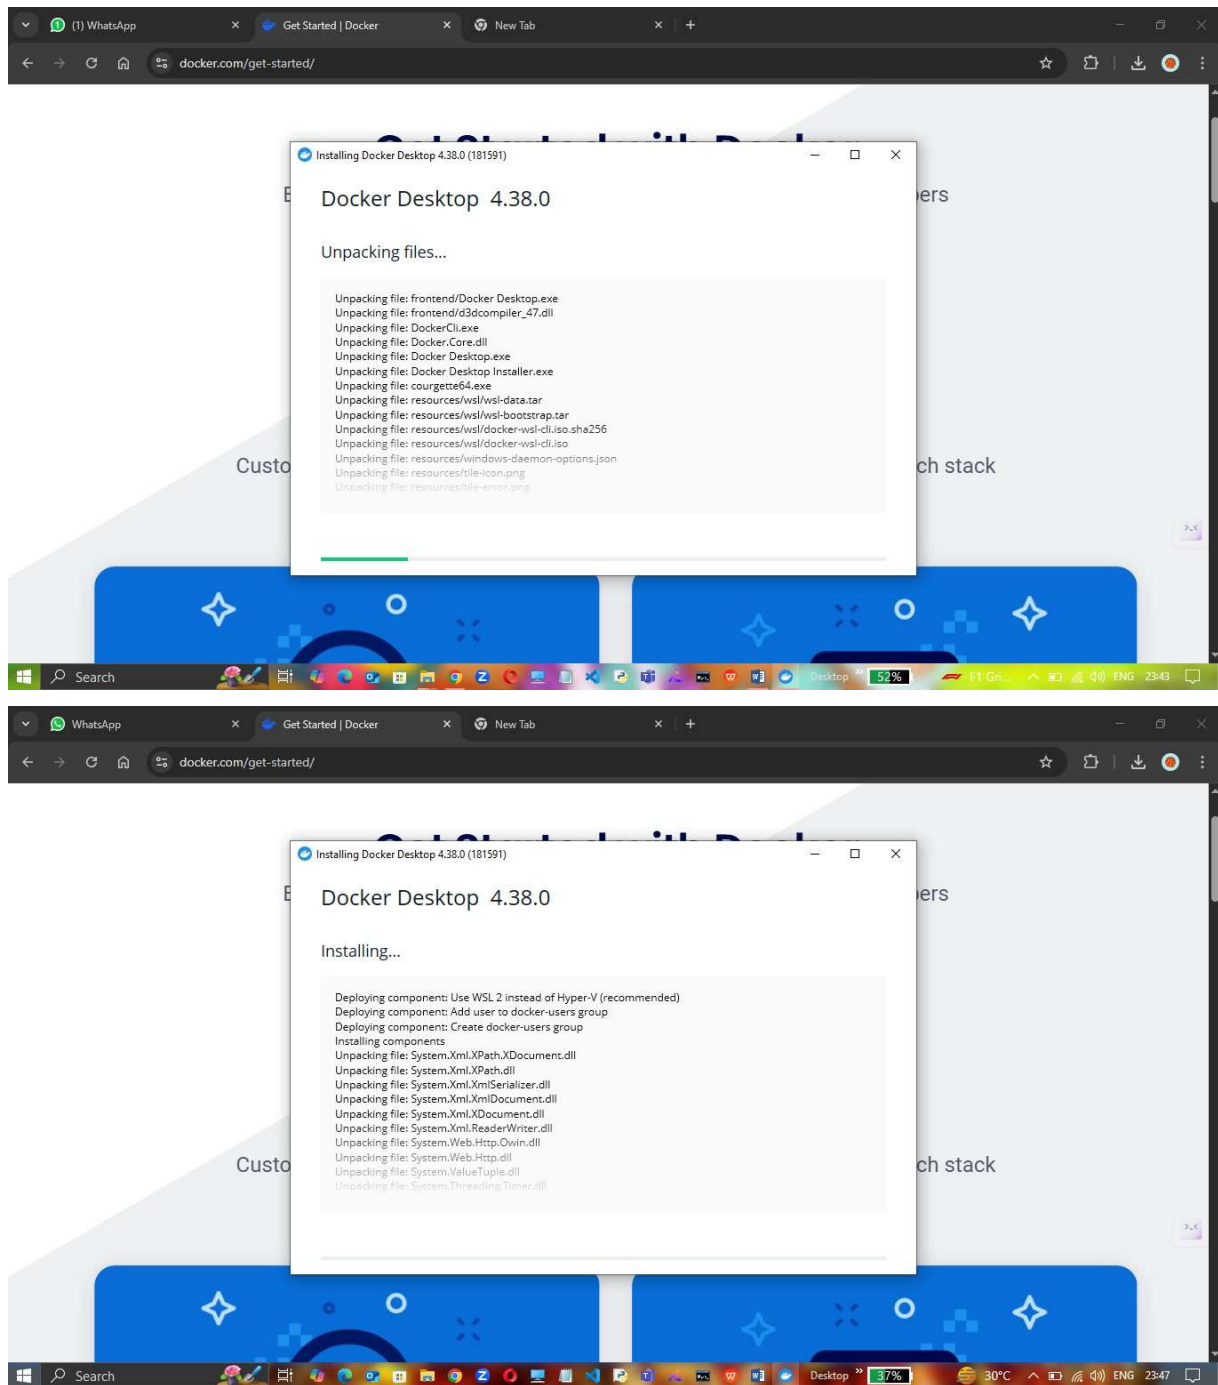 (1) WhatsApp
Get Started | Docker
New Tab
docker.com/get-started/
Installing Docker Desktop 4.38.0 (181591)
Docker Desktop 4.38.0
ers
Unpacking files...
Unpacking file: frontend/Docker Desktop.exe
Unpacking file: frontend/d3dcompiler_47.dll
Unpacking file: DockerCli.exe
Unpacking file: Docker.Core.dll
Unpacking file: Docker Desktop.exe
Unpacking file: Docker Desktop Installer.exe
Unpacking file: courgette64.exe
Unpacking file: resources/wsl/wsl-data.tar
Unpacking file: resources/wsl/wsl-bootstrap.tar
Unpacking file: resources/wsl/docker-wsl-cli.iso.sha256
Unpacking file: resources/wsl/docker-wsl-cli.iso
Unpacking file: resources/windows-daemon-options.json
Unpacking file: resources/tile-icon.png
Unpacking file: resources/tile-error.png
Custo
ch stack
Search
Desktop
52%
F1 Gri...
ENG
23:43
WhatsApp
Get Started | Docker
New Tab
docker.com/get-started/
Installing Docker Desktop 4.38.0 (181591)
Docker Desktop 4.38.0
ers
Installing...
Deploying component: Use WSL 2 instead of Hyper-V (recommended)
Deploying component: Add user to docker-users group
Deploying component: Create docker-users group
Installing components
Unpacking file: System.Xml.XPath.XDocument.dll
Unpacking file: System.Xml.XPath.dll
Unpacking file: System.Xml.XmlSerializer.dll
Unpacking file: System.Xml.XmlDocument.dll
Unpacking file: System.Xml.XDocument.dll
Unpacking file: System.Xml.ReaderWriter.dll
Unpacking file: System.Web.Http.Owin.dll
Unpacking file: System.Web.Http.dll
Unpacking file: System.ValueTuple.dll
Unpacking file: System.Threading.Timer.dll
Custo
ch stack
Search
Desktop
37%
30°C
ENG
23:47